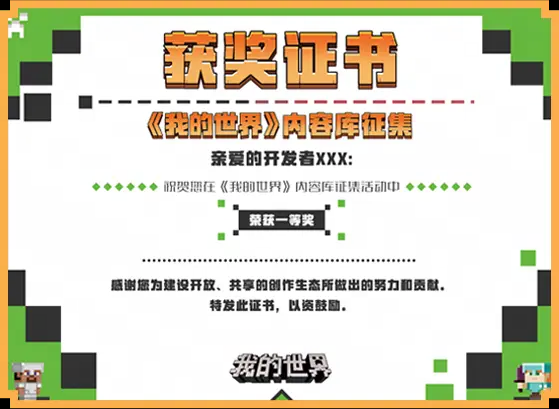 获奖证书
《我的世界》内容库征集
亲爱的开发者XXX:
祝贺您在《我的世界》内容库征集活动中
荣获一等奖
感谢您为建设开放、共享的创作生态所做出的努力和贡献。
特发此证书，以资鼓励。
我的世界